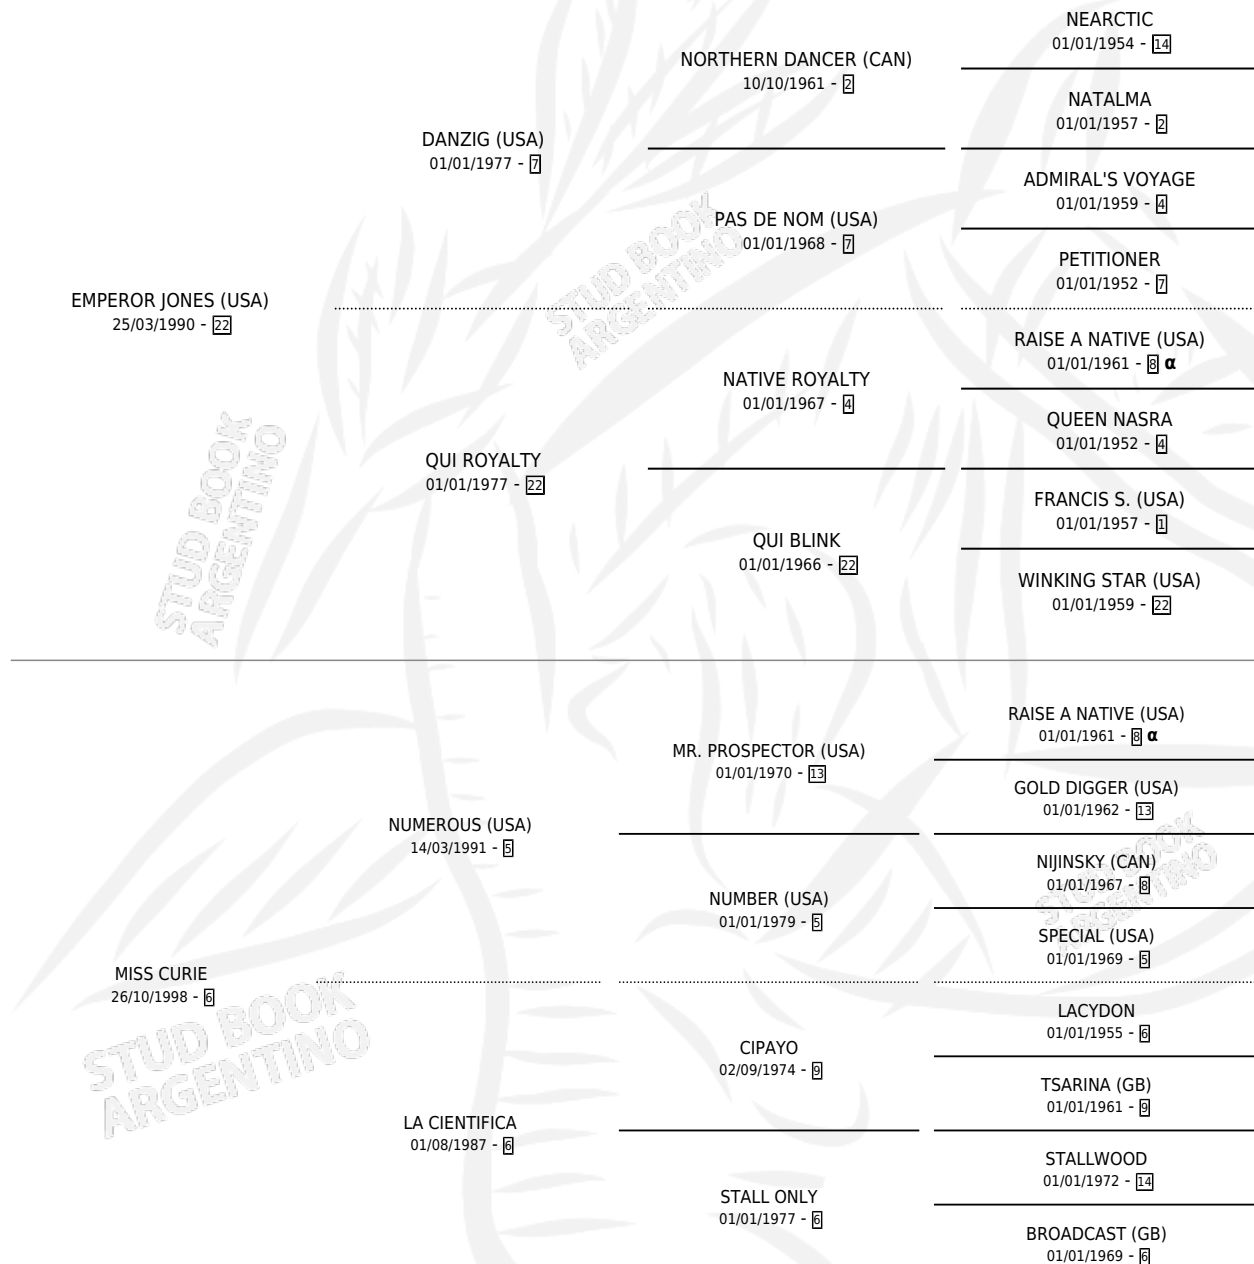 NEARCTIC
01/01/1954 - 14
NORTHERN DANCER (CAN)
10/10/1961 - 2
NATALMA
01/01/1957 - 2
DANZIG (USA)
01/01/1977 - 7
ADMIRAL'S VOYAGE
01/01/1959 - 4
PAS DE NOM (USA)
01/01/1968 - 7
PETITIONER
01/01/1952 - 7
EMPEROR JONES (USA)
25/03/1990 - 22
RAISE A NATIVE (USA)
01/01/1961 - 8 α
NATIVE ROYALTY
01/01/1967 - 4
QUEEN NASRA
01/01/1952 - 4
QUI ROYALTY
01/01/1977 - 22
FRANCIS S. (USA)
01/01/1957 - 1
QUI BLINK
01/01/1966 - 22
WINKING STAR (USA)
01/01/1959 - 22
RAISE A NATIVE (USA)
01/01/1961 - 8 α
MR. PROSPECTOR (USA)
01/01/1970 - 13
GOLD DIGGER (USA)
01/01/1962 - 13
NUMEROUS (USA)
14/03/1991 - 5
NIJINSKY (CAN)
01/01/1967 - 8
NUMBER (USA)
01/01/1979 - 5
SPECIAL (USA)
01/01/1969 - 5
MISS CURIE
26/10/1998 - 6
LACYDON
01/01/1955 - 6
CIPAYO
02/09/1974 - 9
TSARINA (GB)
01/01/1961 - 9
LA CIENTIFICA
01/08/1987 - 6
STALLWOOD
01/01/1972 - 14
STALL ONLY
01/01/1977 - 6
BROADCAST (GB)
01/01/1969 - 6
STUD BOOK
ARGENTINO
STUD BOOK
ARGENTINO
STUD BOOK
ARGENTINO
STUD BOOK
ARGENTINO